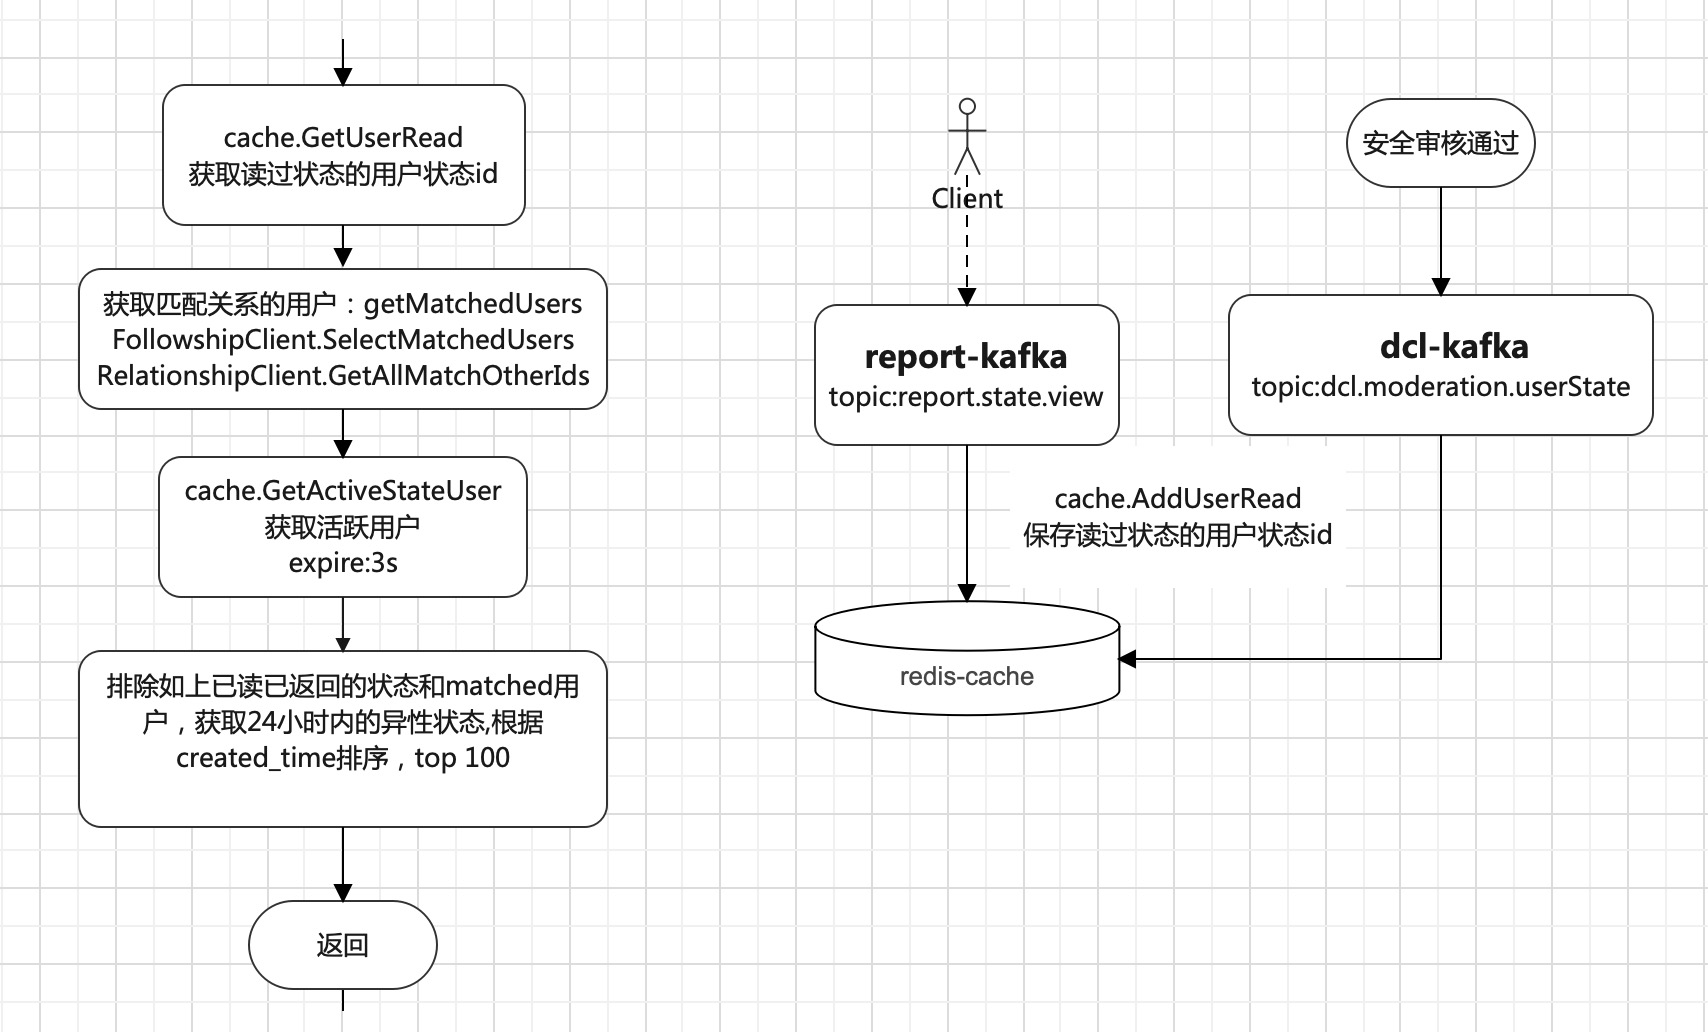 cache.GetUserRead
获取读过状态的用户状态id
获取匹配关系的用户：getMatchedUsers
FollowshipClient.SelectMatchedUsers
RelationshipClient.GetAllMatchOtherIds
cache.GetActiveStateUser
获取活跃用户
expire:3s
排除如上已读已返回的状态和matched用
户，获取24小时内的异性状态,根据
created_time排序，top 100
返回
Client
report-kafka
topic:report.state.view
cache.AddUserRead
保存读过状态的用户状态id
redis-cache
安全审核通过
dcl-kafka
topic:dcl.moderation.userState